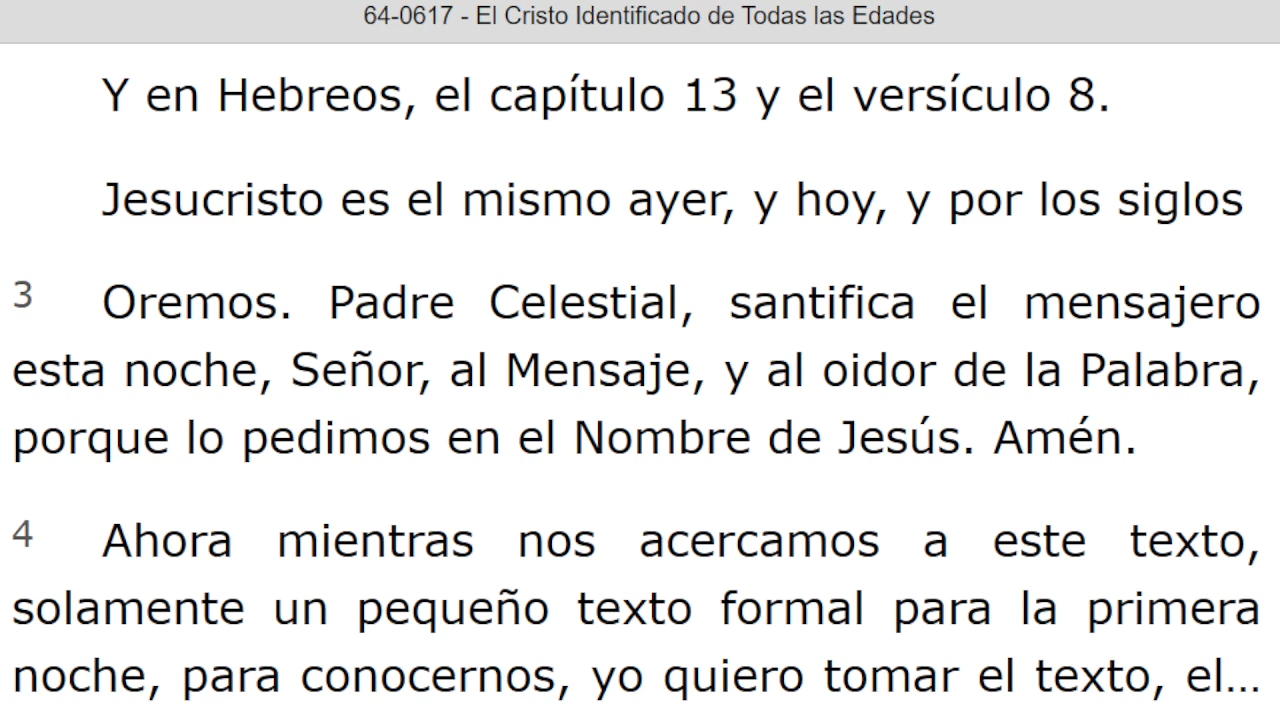 64-0617 - El Cristo Identificado de Todas las Edades
Y en Hebreos, el capítulo 13 y el versículo 8.
Jesucristo es el mismo ayer, y hoy, y por los siglos
3 Oremos. Padre Celestial, santifica el mensajero
esta noche, Señor, al Mensaje, y al oidor de la Palabra,
porque lo pedimos en el Nombre de Jesús. Amén.
4 Ahora mientras nos acercamos a este texto,
solamente un pequeño texto formal para la primera
noche, para conocernos, yo quiero tomar el texto, el...